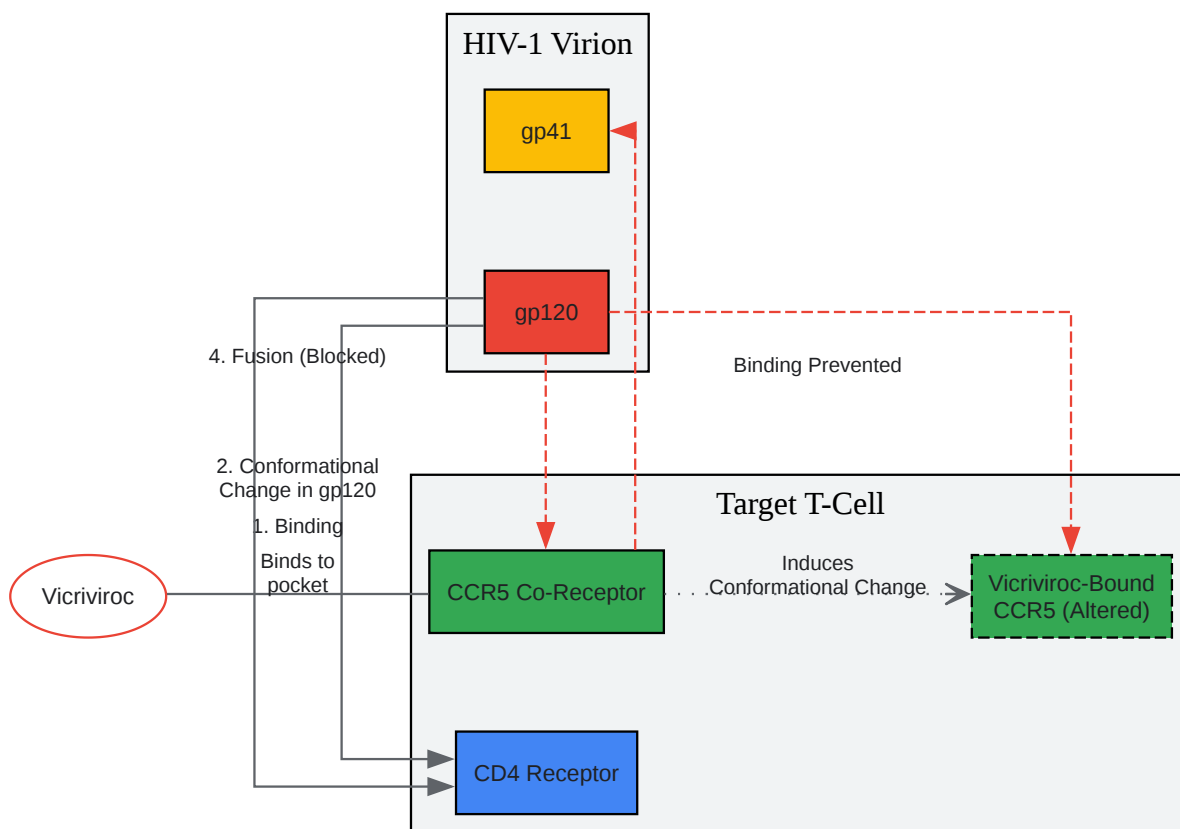 HIV-1 Virion
gp41
gp120
4. Fusion (Blocked)
Binding Prevented
2. Conformational
Change in gp120
1. Binding
Target T-Cell
Binds to
pocket
Vicriviroc
CCR5 Co-Receptor
Induces
Conformational Change
Vicriviroc-Bound
CCR5 (Altered)
CD4 Receptor